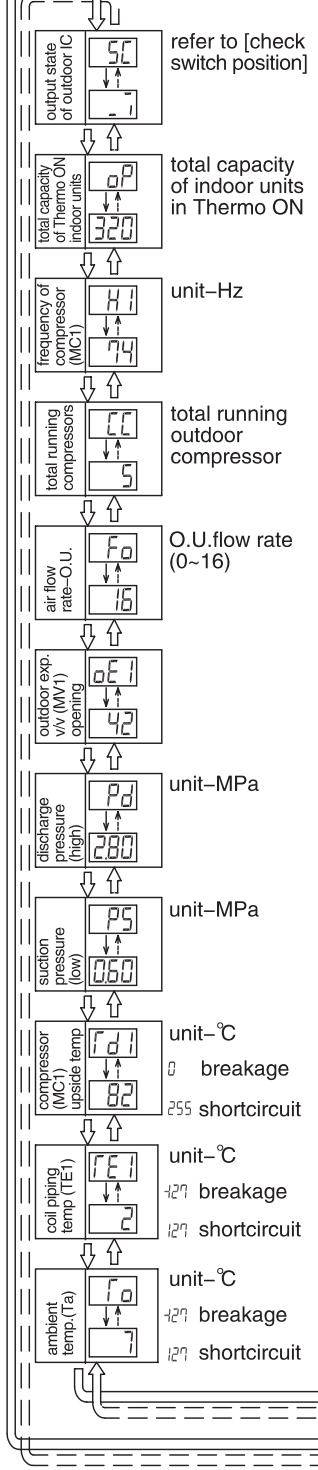 output state
of outdoor IC
SC
_7
refer to [check
switch position]
total capacity
of Thermo ON
indoor units
oP
320
total capacity
of indoor units
in Thermo ON
frequency of
compressor
(MC1)
H1
74
unit–Hz
total running
compressors
CC
5
total running
outdoor
compressor
air flow
rate–O.U.
Fo
16
O.U.flow rate
(0~16)
outdoor exp.
v/v (MV1)
opening
oE1
42
discharge
pressure
(high)
Pd
2.80
unit–MPa
suction
pressure
(low)
PS
0.60
unit–MPa
compressor
(MC1)
upside temp
Td1
82
unit–℃
0 breakage
255 shortcircuit
coil piping
temp (TE1)
TE1
2
unit–℃
-127 breakage
127 shortcircuit
ambient
temp.(Ta)
To
7
unit–℃
-127 breakage
127 shortcircuit